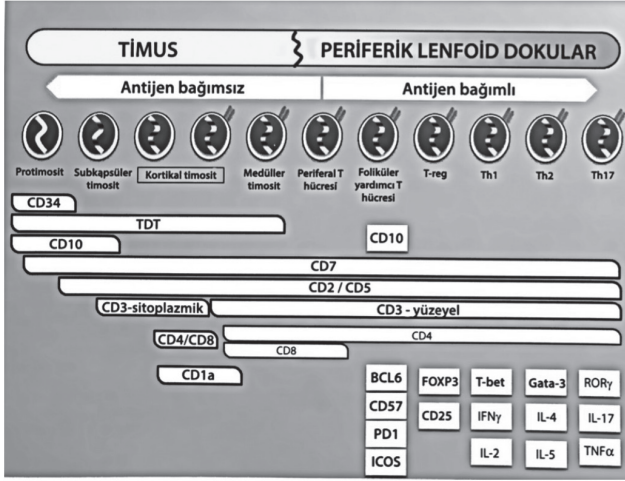 TİMUS
PERİFERİK LENFOİD DOKULAR
Antijen bağımsız
Antijen bağımlı
Protimosit
Subkapsüler
timosit
Kortikal timosit
Medüller
timosit
Periferal T
hücresi
Foliküler
yardımcı T
hücresi
T-reg
Th1
Th2
Th17
CD34
TDT
CD10
CD10
CD7
CD2 / CD5
CD3-sitoplazmik
CD3 - yüzeyel
CD4/CD8
CD4
CD8
CD1a
BCL6
CD57
PD1
ICOS
FOXP3
CD25
T-bet
IFNγ
IL-2
Gata-3
IL-4
IL-5
RORγ
IL-17
TNFα